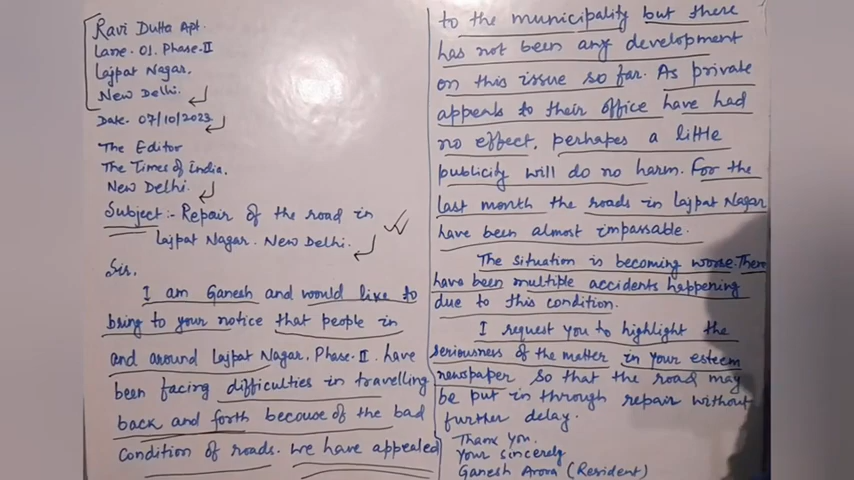 Ravi Dutta Apt.
Lane. 01. Phase-II
Lajpat Nagar.
New Delhi.
Date. 07/10/2023.
The Editor
The Times of India.
New Delhi.
Subject:- Repair of the road in
Lajpat Nagar. New Delhi.
Sir.
I am Ganesh and would like to
bring to your notice that people in
and around Lajpat Nagar. Phase-II. have
been facing difficulties in travelling
back and forth because of the bad
condition of roads. we have appealed
to the municipality but there
has not been any development
on this issue so far. As private
appeals to their office have had
no effect, perhapes a little
publicity will do no harm. For the
last month the roads in Lajpat Nagar
have been almost impassable.
The situation is becoming worse. There
have been multiple accidents happening
due to this condition.
I request you to highlight the
seriousness of the matter in your esteem
newspaper so that the road may
be put in through repair without
further delay.
Thank you.
Your sincerely
Ganesh Arora (Resident)